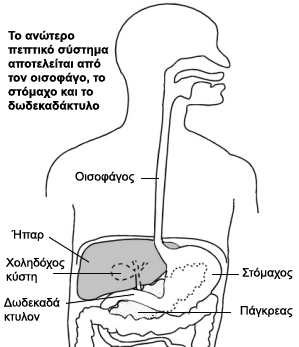 Το ανώτερο
πεπτικό σύστημα
αποτελείται από
τον οισοφάγο, το
στόμαχο και το
δωδεκαδάκτυλο
Οισοφάγος
Ήπαρ
Χοληδόχος
κύστη
Στόμαχος
Δωδεκαδά
κτυλον
Πάγκρεας